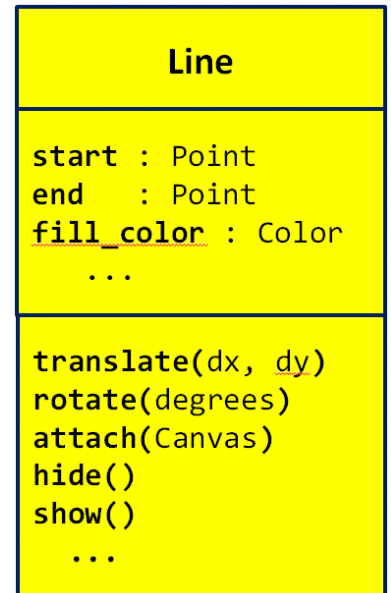 Line
start : Point
end   : Point
fill_color : Color
...
translate(dx, dy)
rotate(degrees)
attach(Canvas)
hide()
show()
...